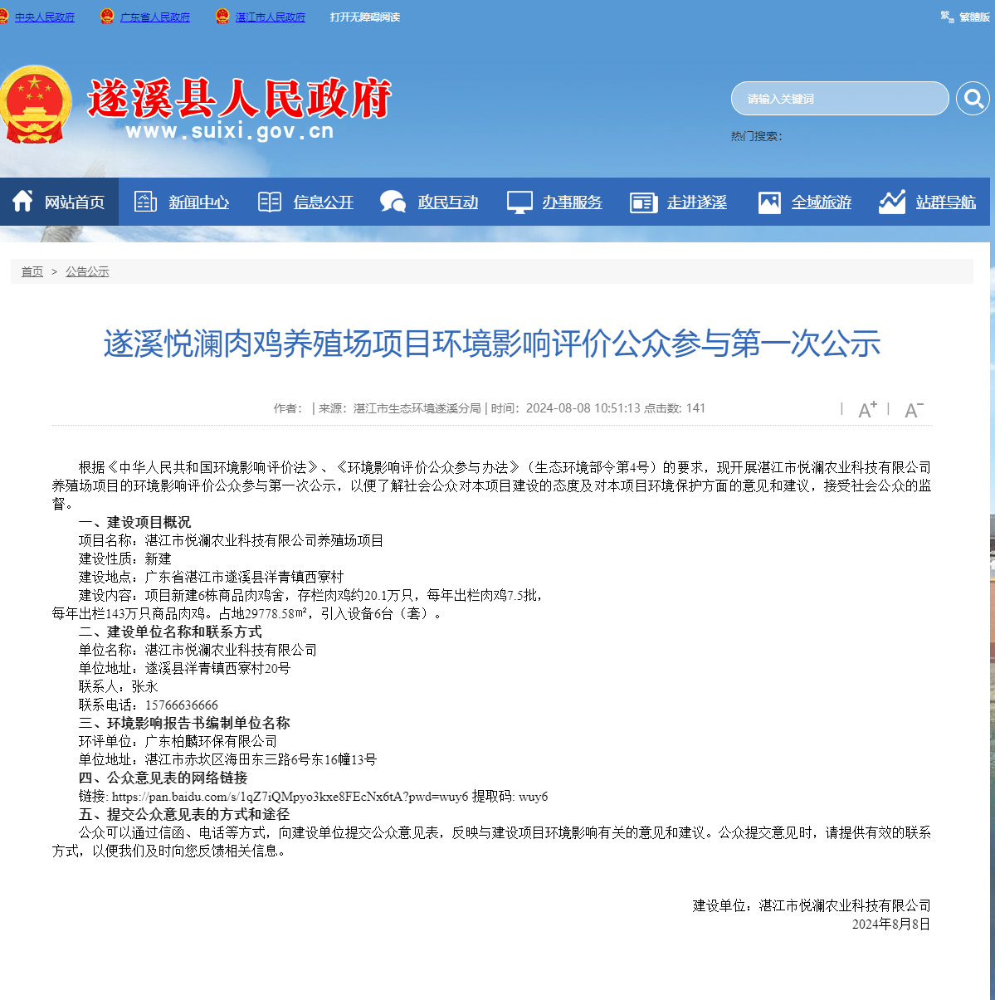 中央人民政府 广东省人民政府 湛江市人民政府 打开无障碍阅读 繁體版
遂溪县人民政府
www.suixi.gov.cn
请输入关键词
热门搜索：
网站首页 新闻中心 信息公开 政民互动 办事服务 走进遂溪 全域旅游 站群导航
首页 > 公告公示
遂溪悦澜肉鸡养殖场项目环境影响评价公众参与第一次公示
作者： | 来源：湛江市生态环境遂溪分局 | 时间：2024-08-08 10:51:13 点击数: 141 | A+ | A-
根据《中华人民共和国环境影响评价法》、《环境影响评价公众参与办法》（生态环境部令第4号）的要求，现开展湛江市悦澜农业科技有限公司
养殖场项目的环境影响评价公众参与第一次公示，以便了解社会公众对本项目建设的态度及对本项目环境保护方面的意见和建议，接受社会公众的监
督。
一、建设项目概况
项目名称：湛江市悦澜农业科技有限公司养殖场项目
建设性质：新建
建设地点：广东省湛江市遂溪县洋青镇西寮村
建设内容：项目新建6栋商品肉鸡舍，存栏肉鸡约20.1万只，每年出栏肉鸡7.5批，
每年出栏143万只商品肉鸡。占地29778.58㎡，引入设备6台（套）。
二、建设单位名称和联系方式
单位名称：湛江市悦澜农业科技有限公司
单位地址：遂溪县洋青镇西寮村20号
联系人：张永
联系电话：15766636666
三、环境影响报告书编制单位名称
环评单位：广东柏麟环保有限公司
单位地址：湛江市赤坎区海田东三路6号东16幢13号
四、公众意见表的网络链接
链接: https://pan.baidu.com/s/1qZ7iQMpyo3kxe8FEcNx6tA?pwd=wuy6 提取码: wuy6
五、提交公众意见表的方式和途径
公众可以通过信函、电话等方式，向建设单位提交公众意见表，反映与建设项目环境影响有关的意见和建议。公众提交意见时，请提供有效的联系
方式，以便我们及时向您反馈相关信息。
建设单位：湛江市悦澜农业科技有限公司
2024年8月8日